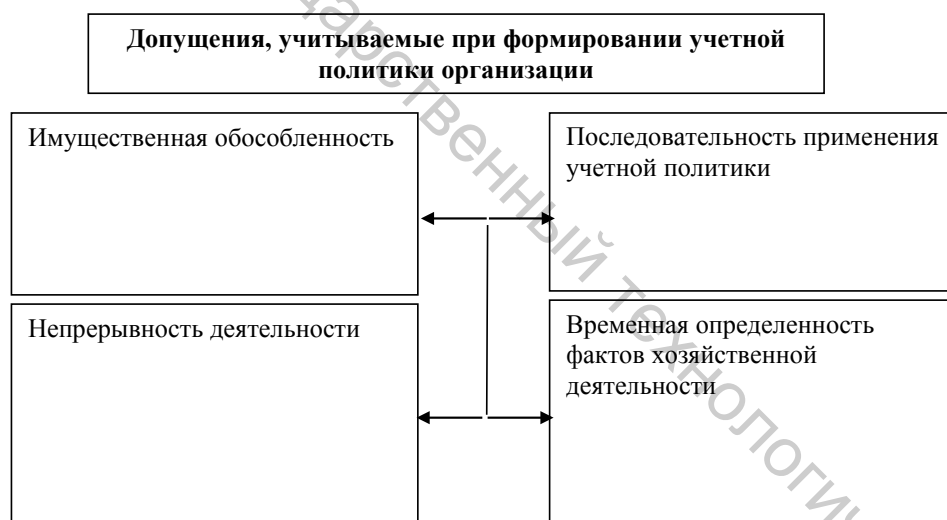 Допущения, учитываемые при формировании учетной
политики организации
Имущественная обособленность
Последовательность применения
учетной политики
Непрерывность деятельности
Временная определенность
фактов хозяйственной
деятельности